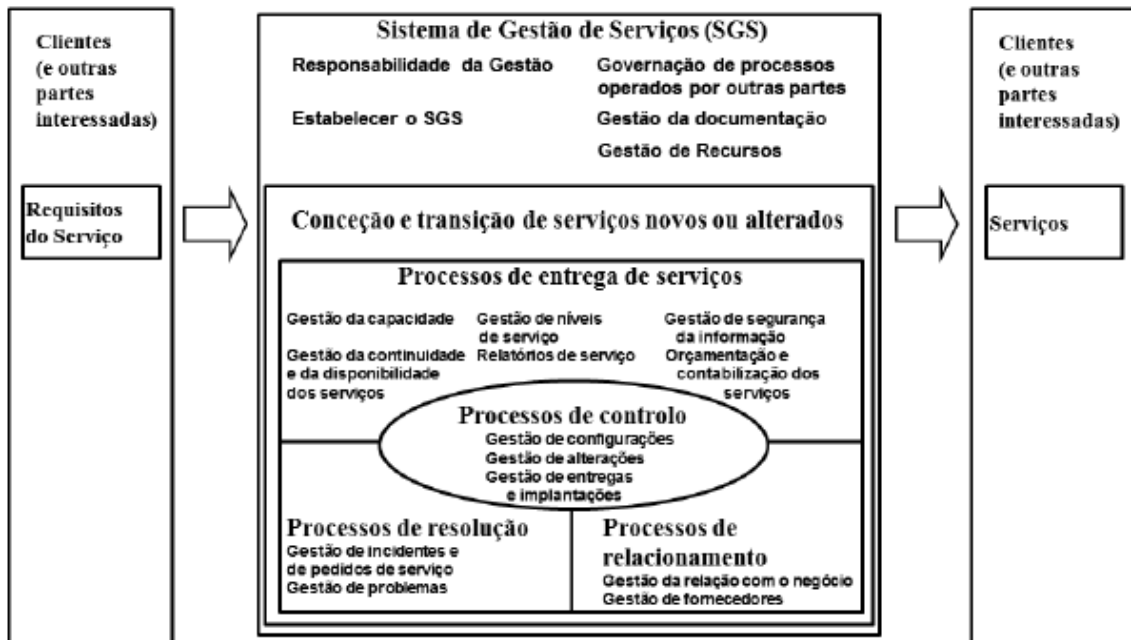 Clientes
(e outras
partes
interessadas)
Requisitos
do Serviço
Sistema de Gestão de Serviços (SGS)
Responsabilidade da Gestão
Estabelecer o SGS
Governação de processos
operados por outras partes
Gestão da documentação
Gestão de Recursos
Conceção e transição de serviços novos ou alterados
Processos de entrega de serviços
Gestão da capacidade
Gestão da continuidade
e da disponibilidade
dos serviços
Gestão de níveis
de serviço
Relatórios de serviço
Gestão de segurança
da informação
Orçamentação e
contabilização dos
serviços
Processos de controlo
Gestão de configurações
Gestão de alterações
Gestão de entregas
e implantações
Processos de resolução
Gestão de incidentes e
de pedidos de serviço
Gestão de problemas
Processos de
relacionamento
Gestão da relação com o negócio
Gestão de fornecedores
Clientes
(e outras
partes
interessadas)
Serviços